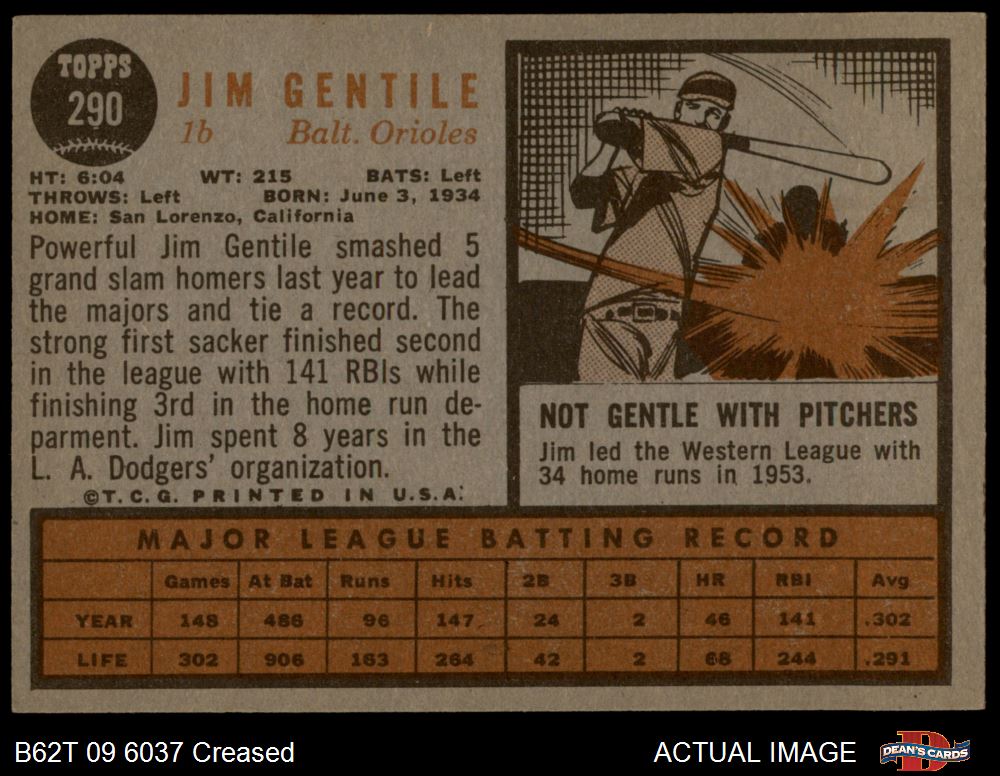 TOPPS
290
JIM GENTILE
1b Balt. Orioles
HT: 6:04 WT: 215 BATS: Left
THROWS: Left BORN: June 3, 1934
HOME: San Lorenzo, California
Powerful Jim Gentile smashed 5
grand slam homers last year to lead
the majors and tie a record. The
strong first sacker finished second
in the league with 141 RBIs while
finishing 3rd in the home run de-
parment. Jim spent 8 years in the
L. A. Dodgers' organization.
©T.C.G. PRINTED IN U.S.A.
NOT GENTLE WITH PITCHERS
Jim led the Western League with
34 home runs in 1953.
MAJOR LEAGUE BATTING RECORD
Games At Bat Runs Hits 2B 3B HR RBI Avg
YEAR 148 486 96 147 24 2 46 141 .302
LIFE 302 906 163 264 42 2 68 244 .291
B62T 09 6037 Creased
ACTUAL IMAGE
DEAN'S CARDS